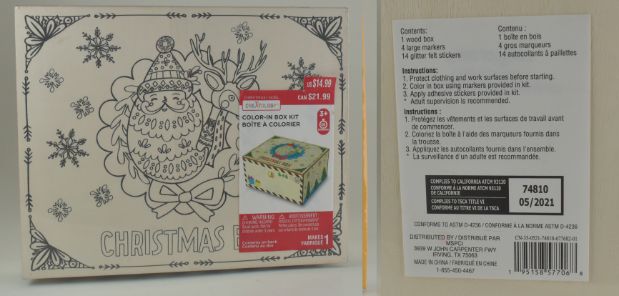 CHRISTMAS
US$14.99
CAN $21.99
CREATOLOGY
COLOR-IN BOX KIT
BOÎTE À COLORIER
3+
WARNING
MAKES
FABRIQUE 1
Contents:
1 wood box
4 large markers
14 glitter felt stickers
Contenu :
1 boîte en bois
4 gros marqueurs
14 autocollants à paillettes
Instructions:
1. Protect clothing and work surfaces before starting.
2. Color in box using markers provided in kit.
3. Apply adhesive stickers provided in kit.
* Adult supervision is recommended.
Instructions :
1. Protégez les vêtements et les surfaces de travail avant
de commencer.
2. Coloriez la boîte à l'aide des marqueurs fournis dans
la trousse.
3. Appliquez les autocollants fournis dans l'ensemble.
* La surveillance d'un adulte est recommandée.
COMPLIES TO CALIFORNIA ATCM 93120
CONFORME À LA NORME ATCM 93120
DE CALIFORNIE
COMPLIES TO TSCA TITLE VI
CONFORME AU TITRE VI DE LA TSCA
74810
05/2021
CONFORMS TO ASTM D-4236 / CONFORME À LA NORME ASTM D-4236
DISTRIBUTED BY / DISTRIBUÉ PAR
MSPCI
3939 W JOHN CARPENTER FWY
IRVING, TX 75063
MADE IN CHINA / FABRIQUÉ EN CHINE
1-855-450-4467